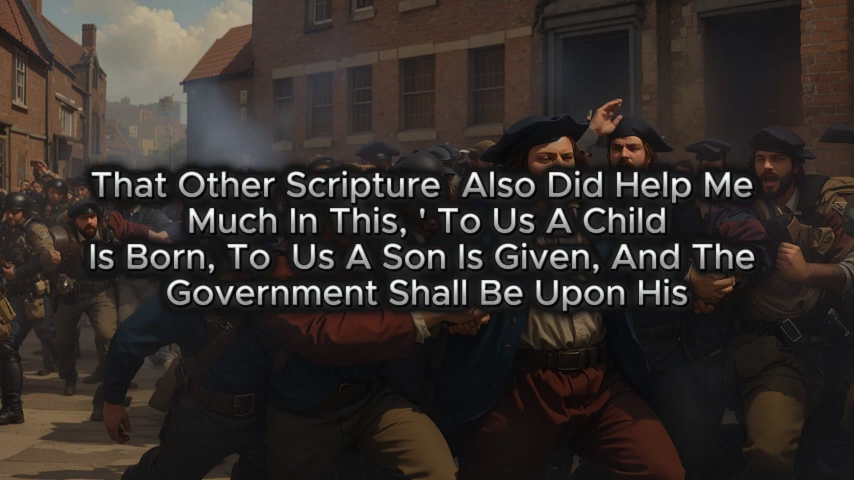 That Other Scripture  Also Did Help Me
Much In This, ' To Us A Child
Is Born, To  Us A Son Is Given, And The
Government Shall Be Upon His